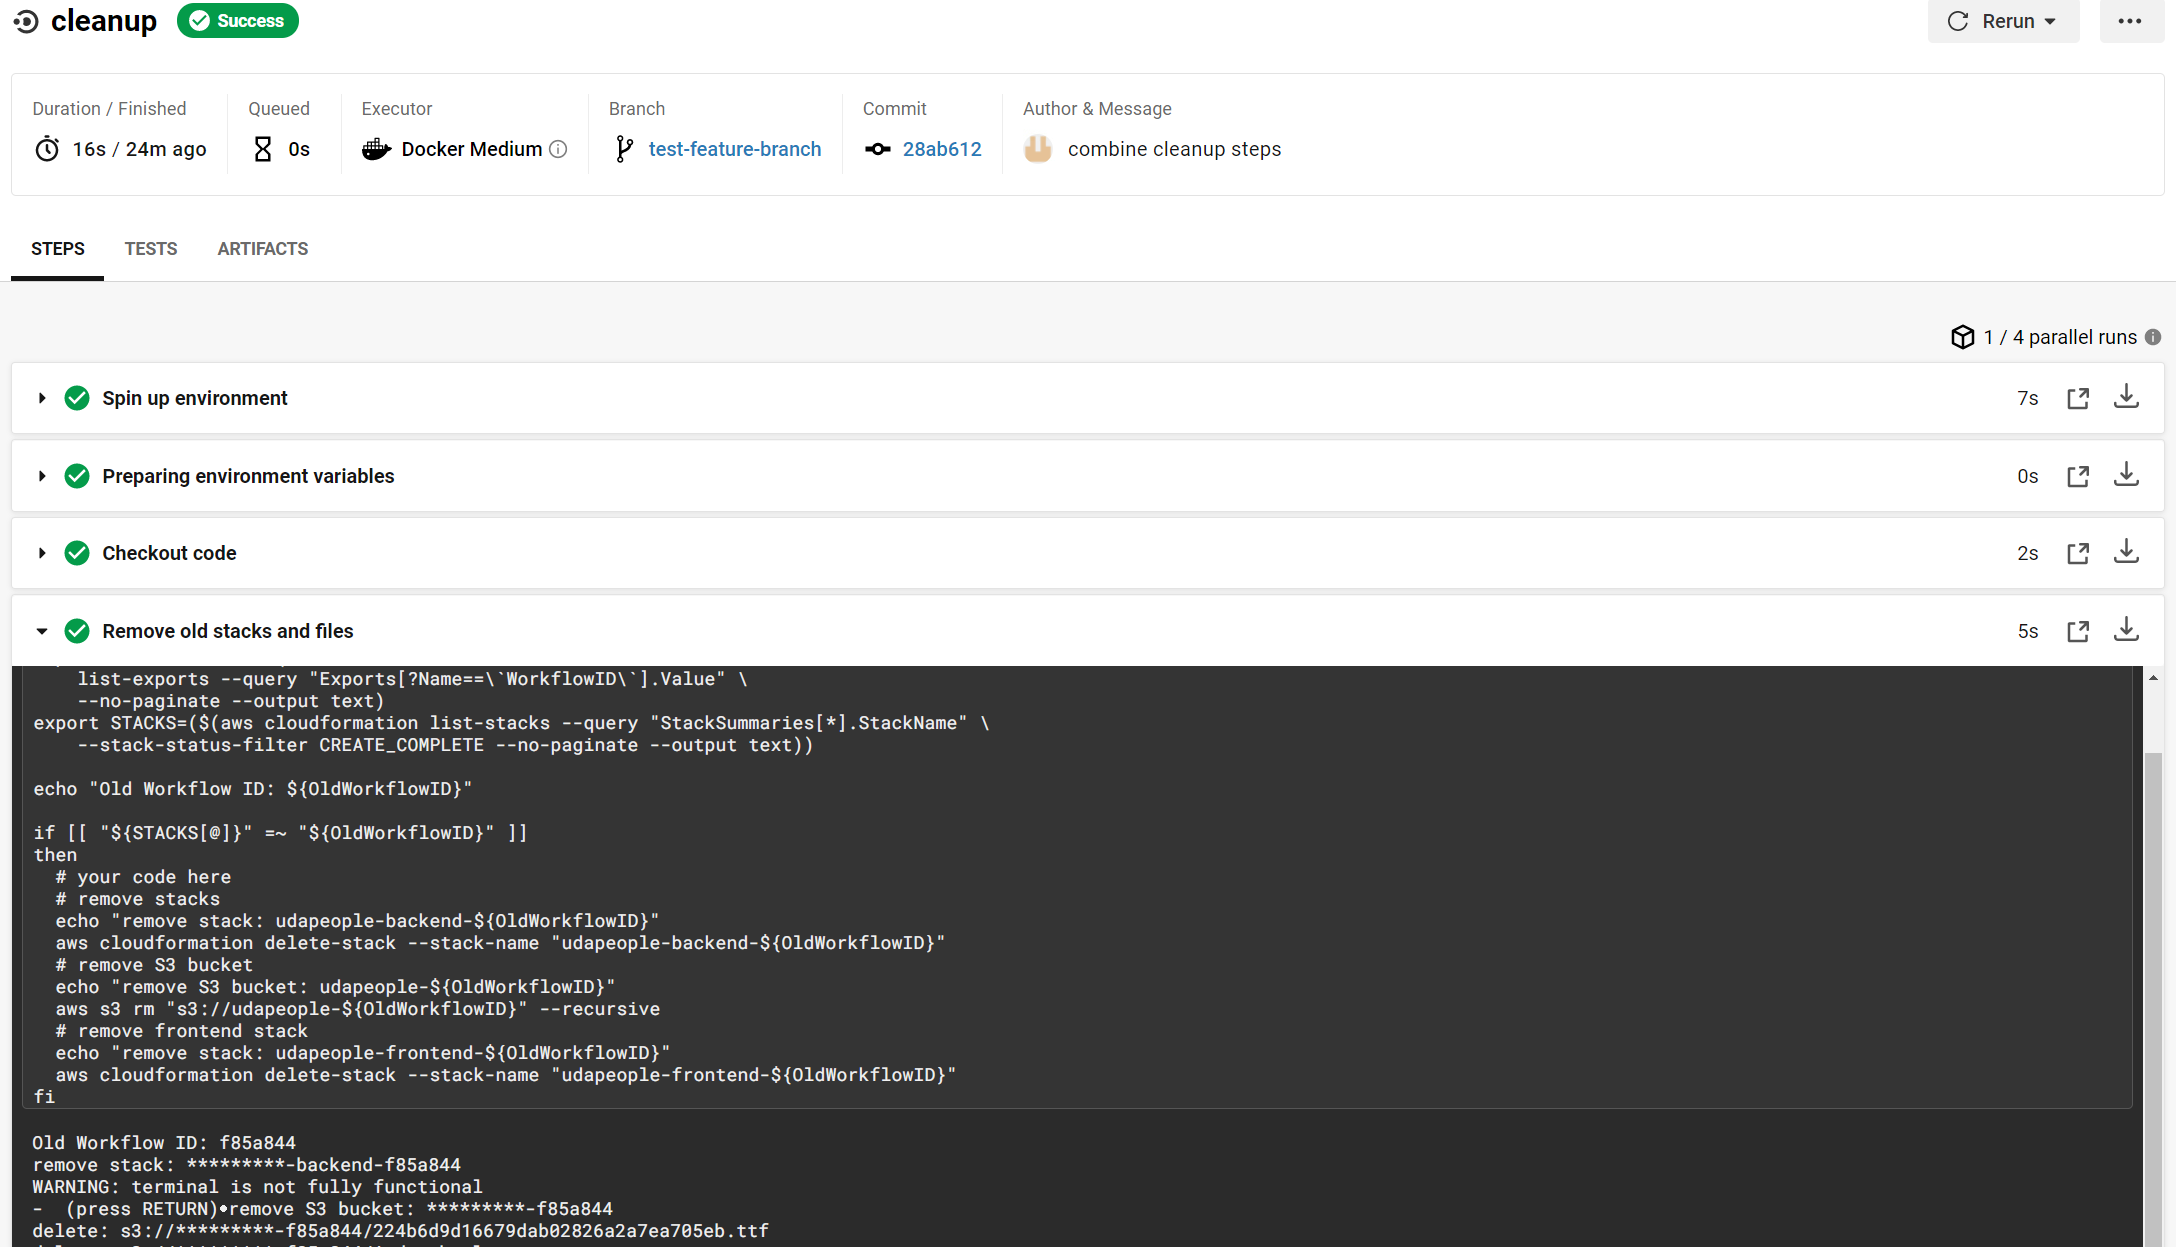 cleanup
Success
Rerun
Duration / Finished
Queued
Executor
Branch
Commit
Author & Message
16s / 24m ago
0s
Docker Medium
test-feature-branch
28ab612
combine cleanup steps
STEPS
TESTS
ARTIFACTS
1 / 4 parallel runs
Spin up environment
7s
Preparing environment variables
0s
Checkout code
2s
Remove old stacks and files
5s
    list-exports --query "Exports[?Name==\`WorkflowID\`].Value" \
    --no-paginate --output text)
export STACKS=($(aws cloudformation list-stacks --query "StackSummaries[*].StackName" \
    --stack-status-filter CREATE_COMPLETE --no-paginate --output text))
echo "Old Workflow ID: ${OldWorkflowID}"
if [[ "${STACKS[@]}" =~ "${OldWorkflowID}" ]]
then
  # your code here
  # remove stacks
  echo "remove stack: udapeople-backend-${OldWorkflowID}"
  aws cloudformation delete-stack --stack-name "udapeople-backend-${OldWorkflowID}"
  # remove S3 bucket
  echo "remove S3 bucket: udapeople-${OldWorkflowID}"
  aws s3 rm "s3://udapeople-${OldWorkflowID}" --recursive
  # remove frontend stack
  echo "remove stack: udapeople-frontend-${OldWorkflowID}"
  aws cloudformation delete-stack --stack-name "udapeople-frontend-${OldWorkflowID}"
fi
Old Workflow ID: f85a844
remove stack: *********-backend-f85a844
WARNING: terminal is not fully functional
-  (press RETURN)•remove S3 bucket: *********-f85a844
delete: s3://*********-f85a844/224b6d9d16679dab02826a2a7ea705eb.ttf